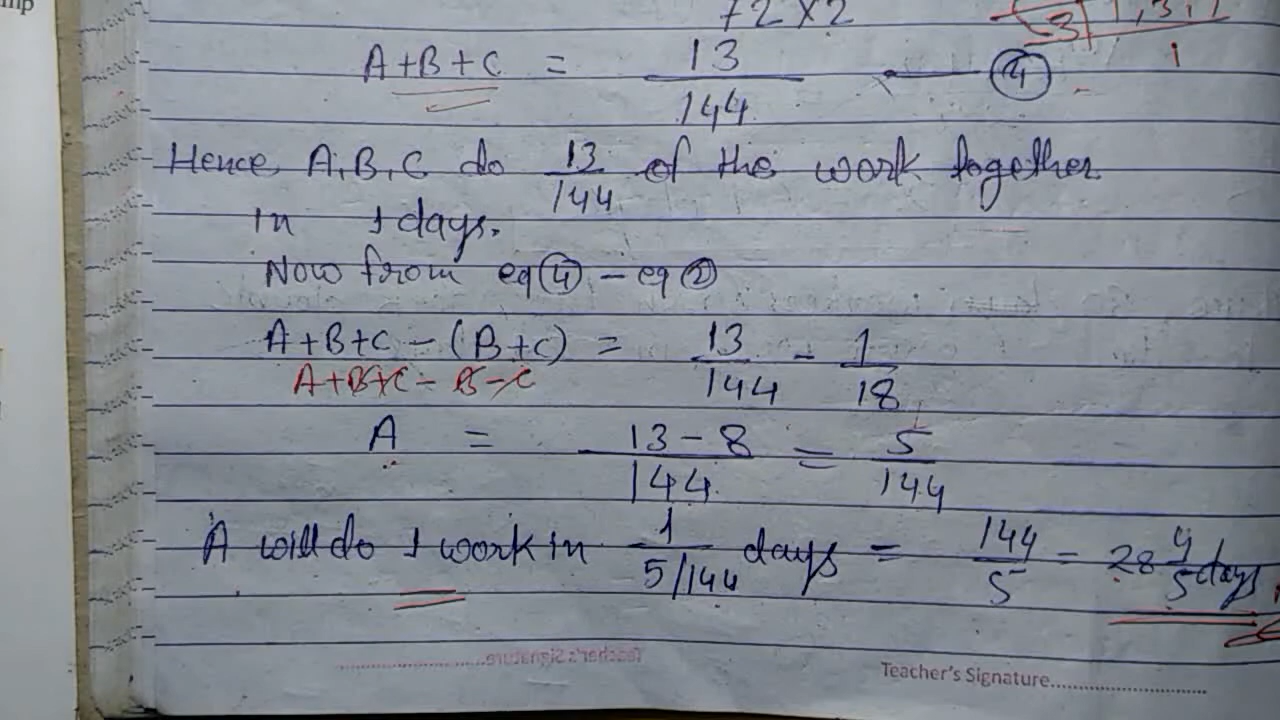 72 × 2
A + B + C = 13/144 — ④
Hence A, B, C do 13/144 of the work together
in 1 days.
Now from eq ④ − eq ②
A + B + C − (B + C) = 13/144 − 1/18
A + B + C − B − C
A = 13 − 8/144 = 5/144
A will do 1 work in 1/5/144 days = 144/5 = 28 4/5 days
Teacher's Signature
Teacher's Signature